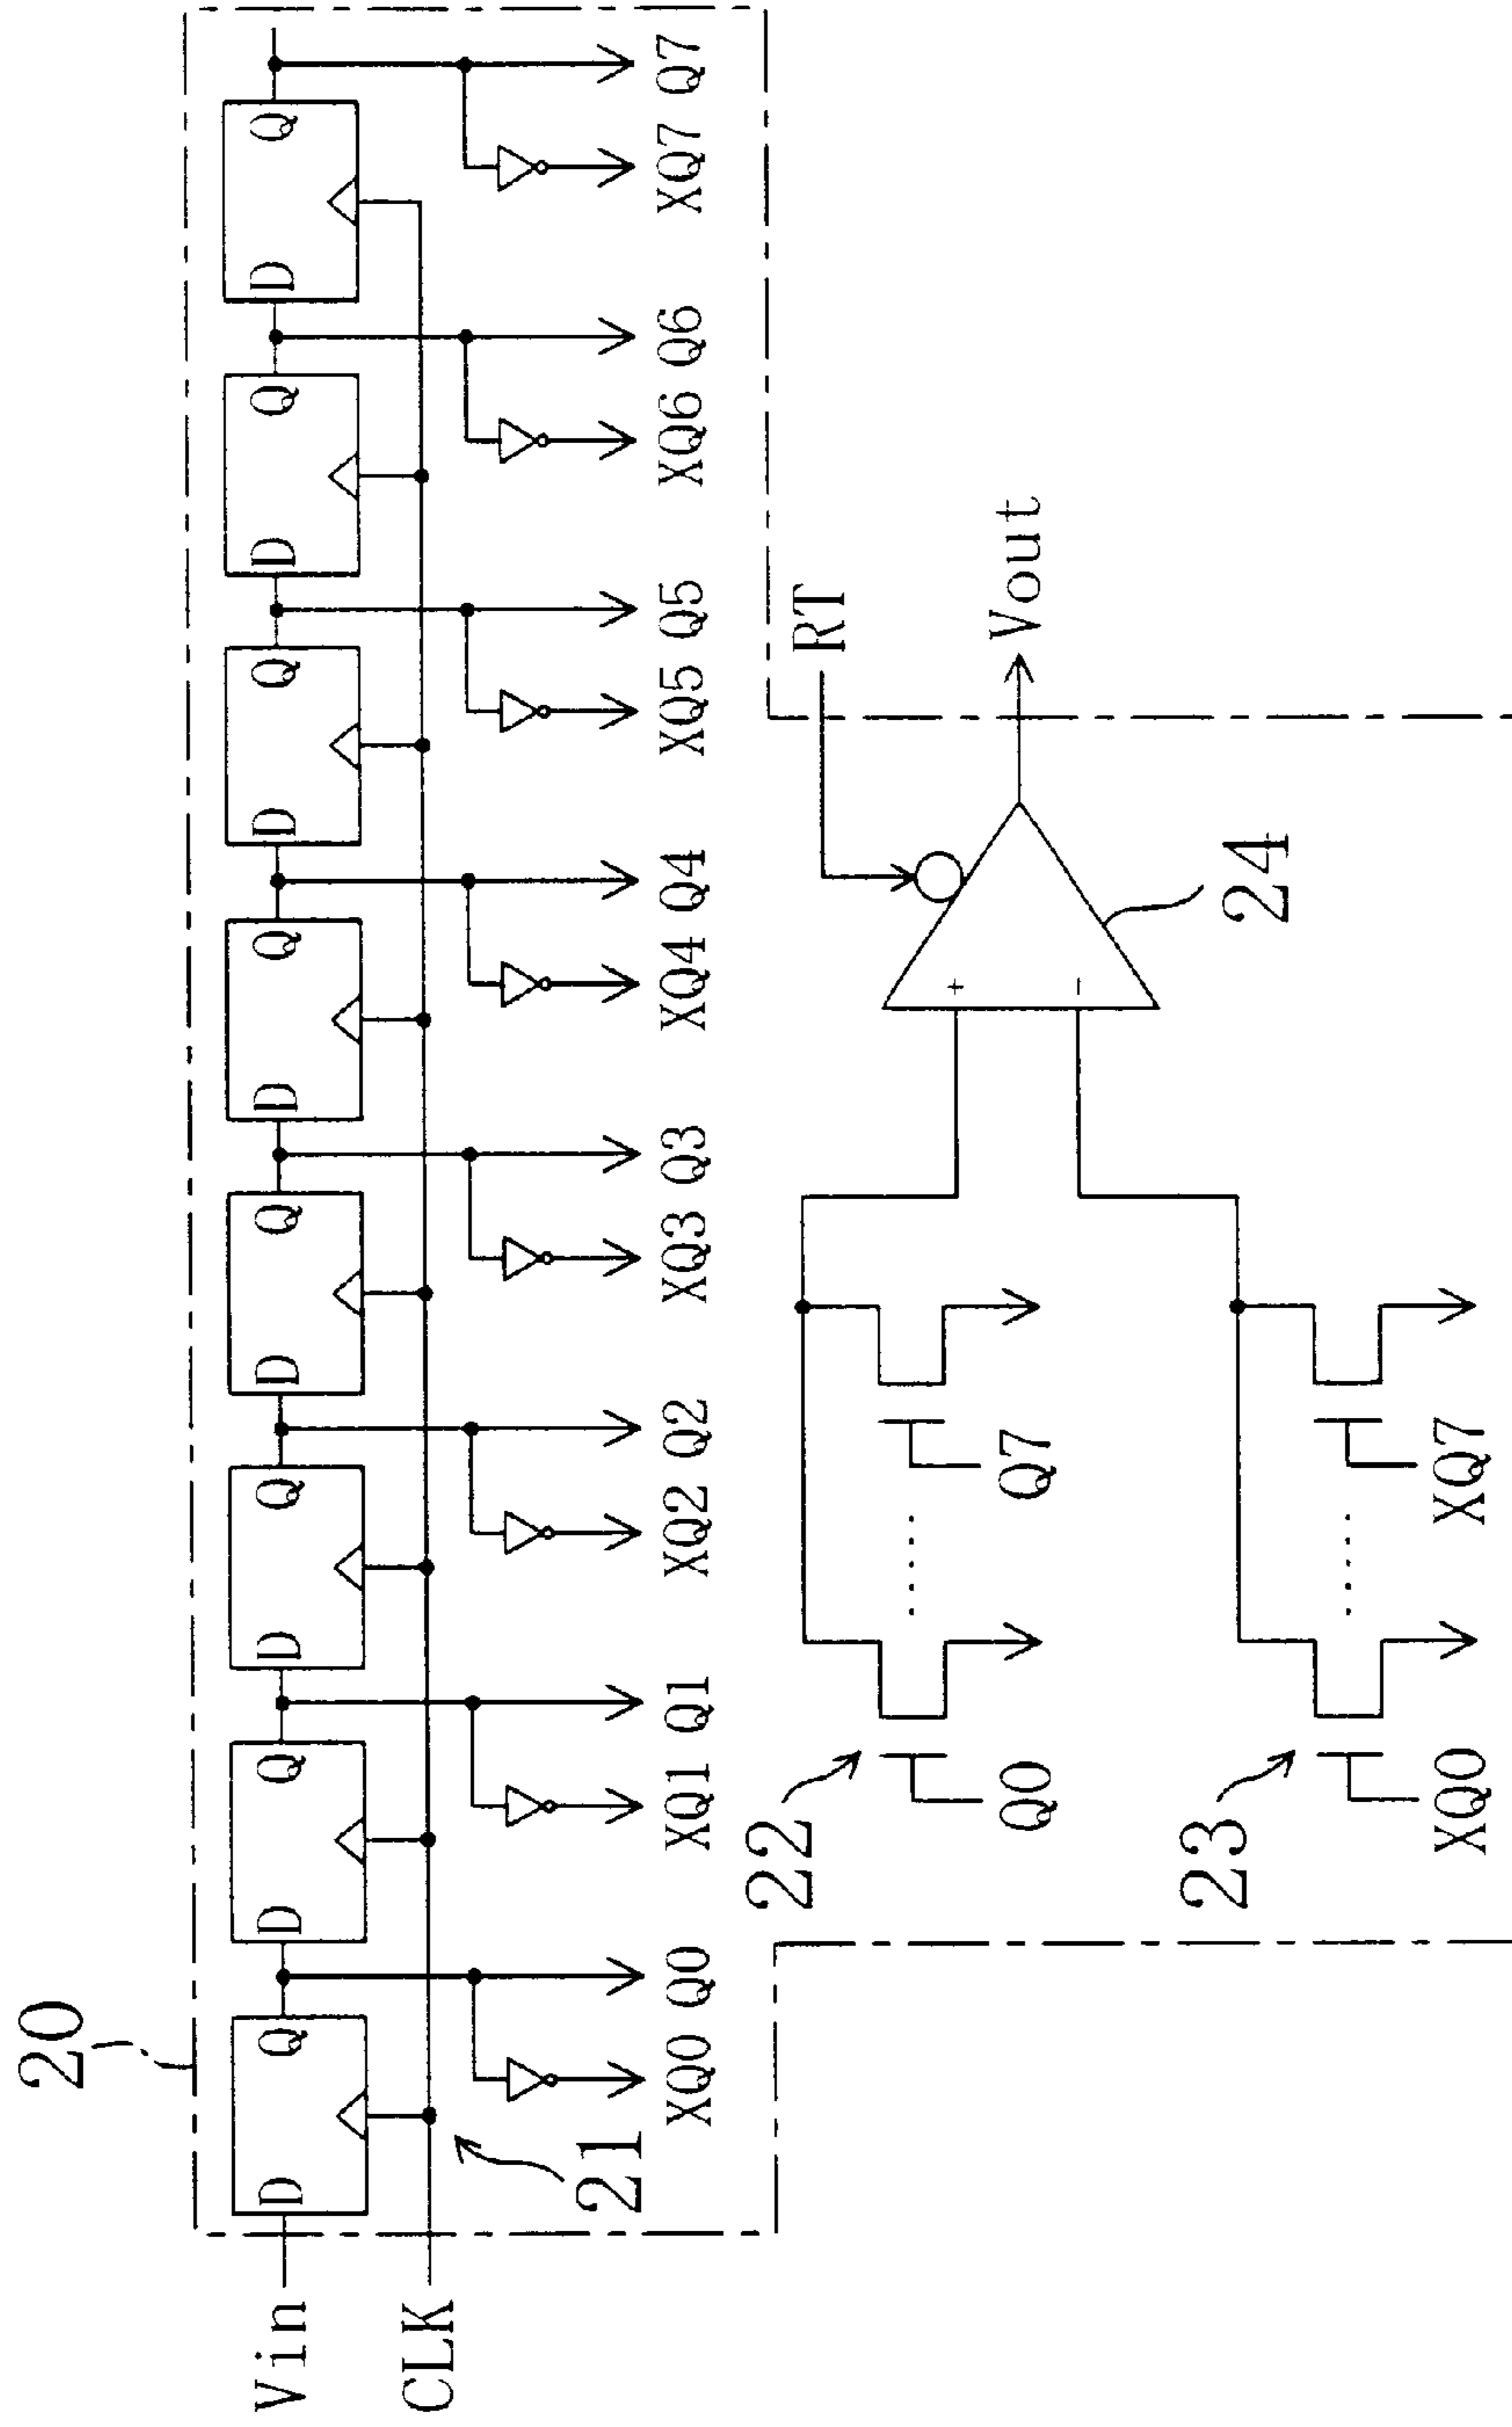 20
Vin
D Q D Q D Q D Q D Q D Q D Q D Q
CLK
21
XQ0 Q0 XQ1 Q1 XQ2 Q2 XQ3 Q3 XQ4 Q4 XQ5 Q5 XQ6 Q6 XQ7 Q7
22
Q0 ..... Q7
+
-
RT
Vout
24
23
XQ0 ..... XQ7